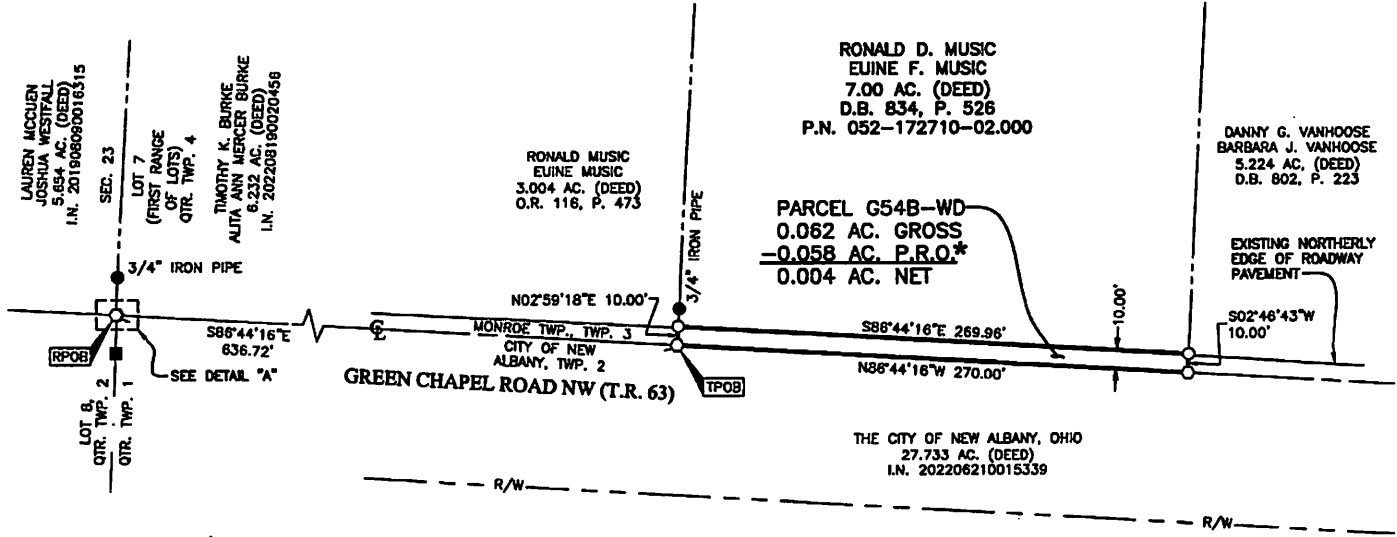 LAUREN MCCUEN
JOSHUA WESTFALL
5.654 AC. (DEED)
I.N. 201908090016315
SEC. 23
LOT 7
(FIRST RANGE
OF LOTS)
QTR. TWP. 4
TIMOTHY K. BURKE
ALITA ANN MERCER BURKE
6.232 AC. (DEED)
I.N. 202208190020456
3/4" IRON PIPE
RPOB
S86°44'16"E
636.72'
SEE DETAIL "A"
LOT 8,
QTR. TWP. 2
QTR. TWP. 1
RONALD MUSIC
EUINE MUSIC
3.004 AC. (DEED)
O.R. 116, P. 473
3/4" IRON PIPE
N02°59'18"E 10.00'
MONROE TWP., TWP. 3
CITY OF NEW
ALBANY, TWP. 2
GREEN CHAPEL ROAD NW (T.R. 63)
TPOB
RONALD D. MUSIC
EUINE F. MUSIC
7.00 AC. (DEED)
D.B. 834, P. 526
P.N. 052-172710-02.000
PARCEL G54B-WD
0.062 AC. GROSS
-0.058 AC. P.R.O.*
0.004 AC. NET
S86°44'16"E 269.96'
N86°44'16"W 270.00'
10.00'
DANNY G. VANHOOSE
BARBARA J. VANHOOSE
5.224 AC, (DEED)
D.B. 802, P. 223
EXISTING NORTHERLY
EDGE OF ROADWAY
PAVEMENT
S02°46'43"W
10.00'
THE CITY OF NEW ALBANY, OHIO
27.733 AC. (DEED)
I.N. 202206210015339
R/W
R/W